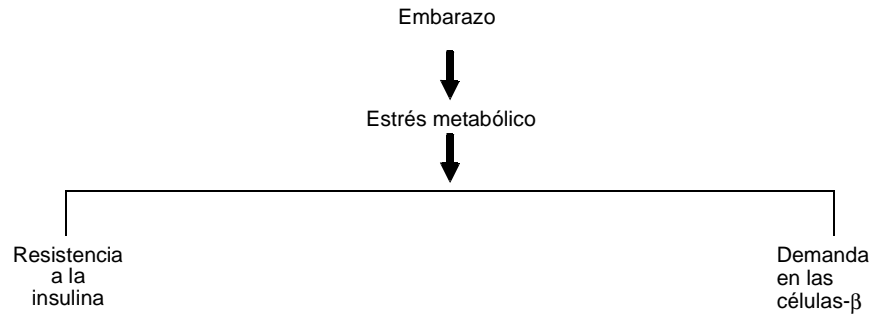 Embarazo
Estrés metabólico
Resistencia
a la
insulina
Demanda
en las
células-β